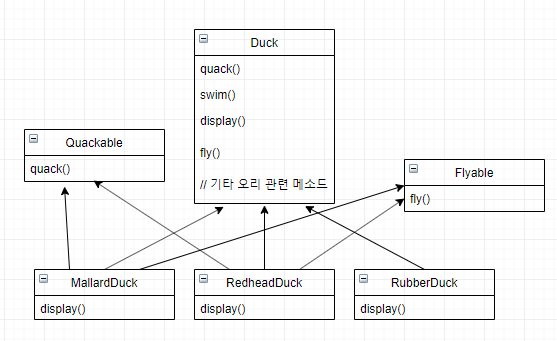 Duck
quack()
swim()
display()
fly()
// 기타 오리 관련 메소드
Quackable
quack()
Flyable
fly()
MallardDuck
display()
RedheadDuck
display()
RubberDuck
display()